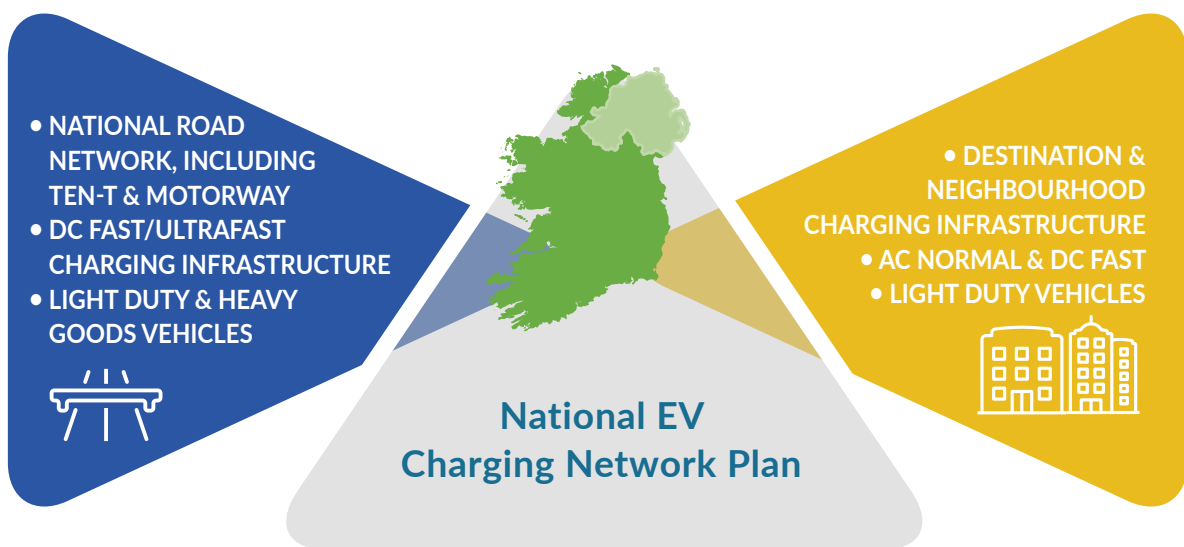 • NATIONAL ROAD
NETWORK, INCLUDING
TEN-T & MOTORWAY
• DC FAST/ULTRAFAST
CHARGING INFRASTRUCTURE
• LIGHT DUTY & HEAVY
GOODS VEHICLES
• DESTINATION &
NEIGHBOURHOOD
CHARGING INFRASTRUCTURE
• AC NORMAL & DC FAST
• LIGHT DUTY VEHICLES
National EV
Charging Network Plan